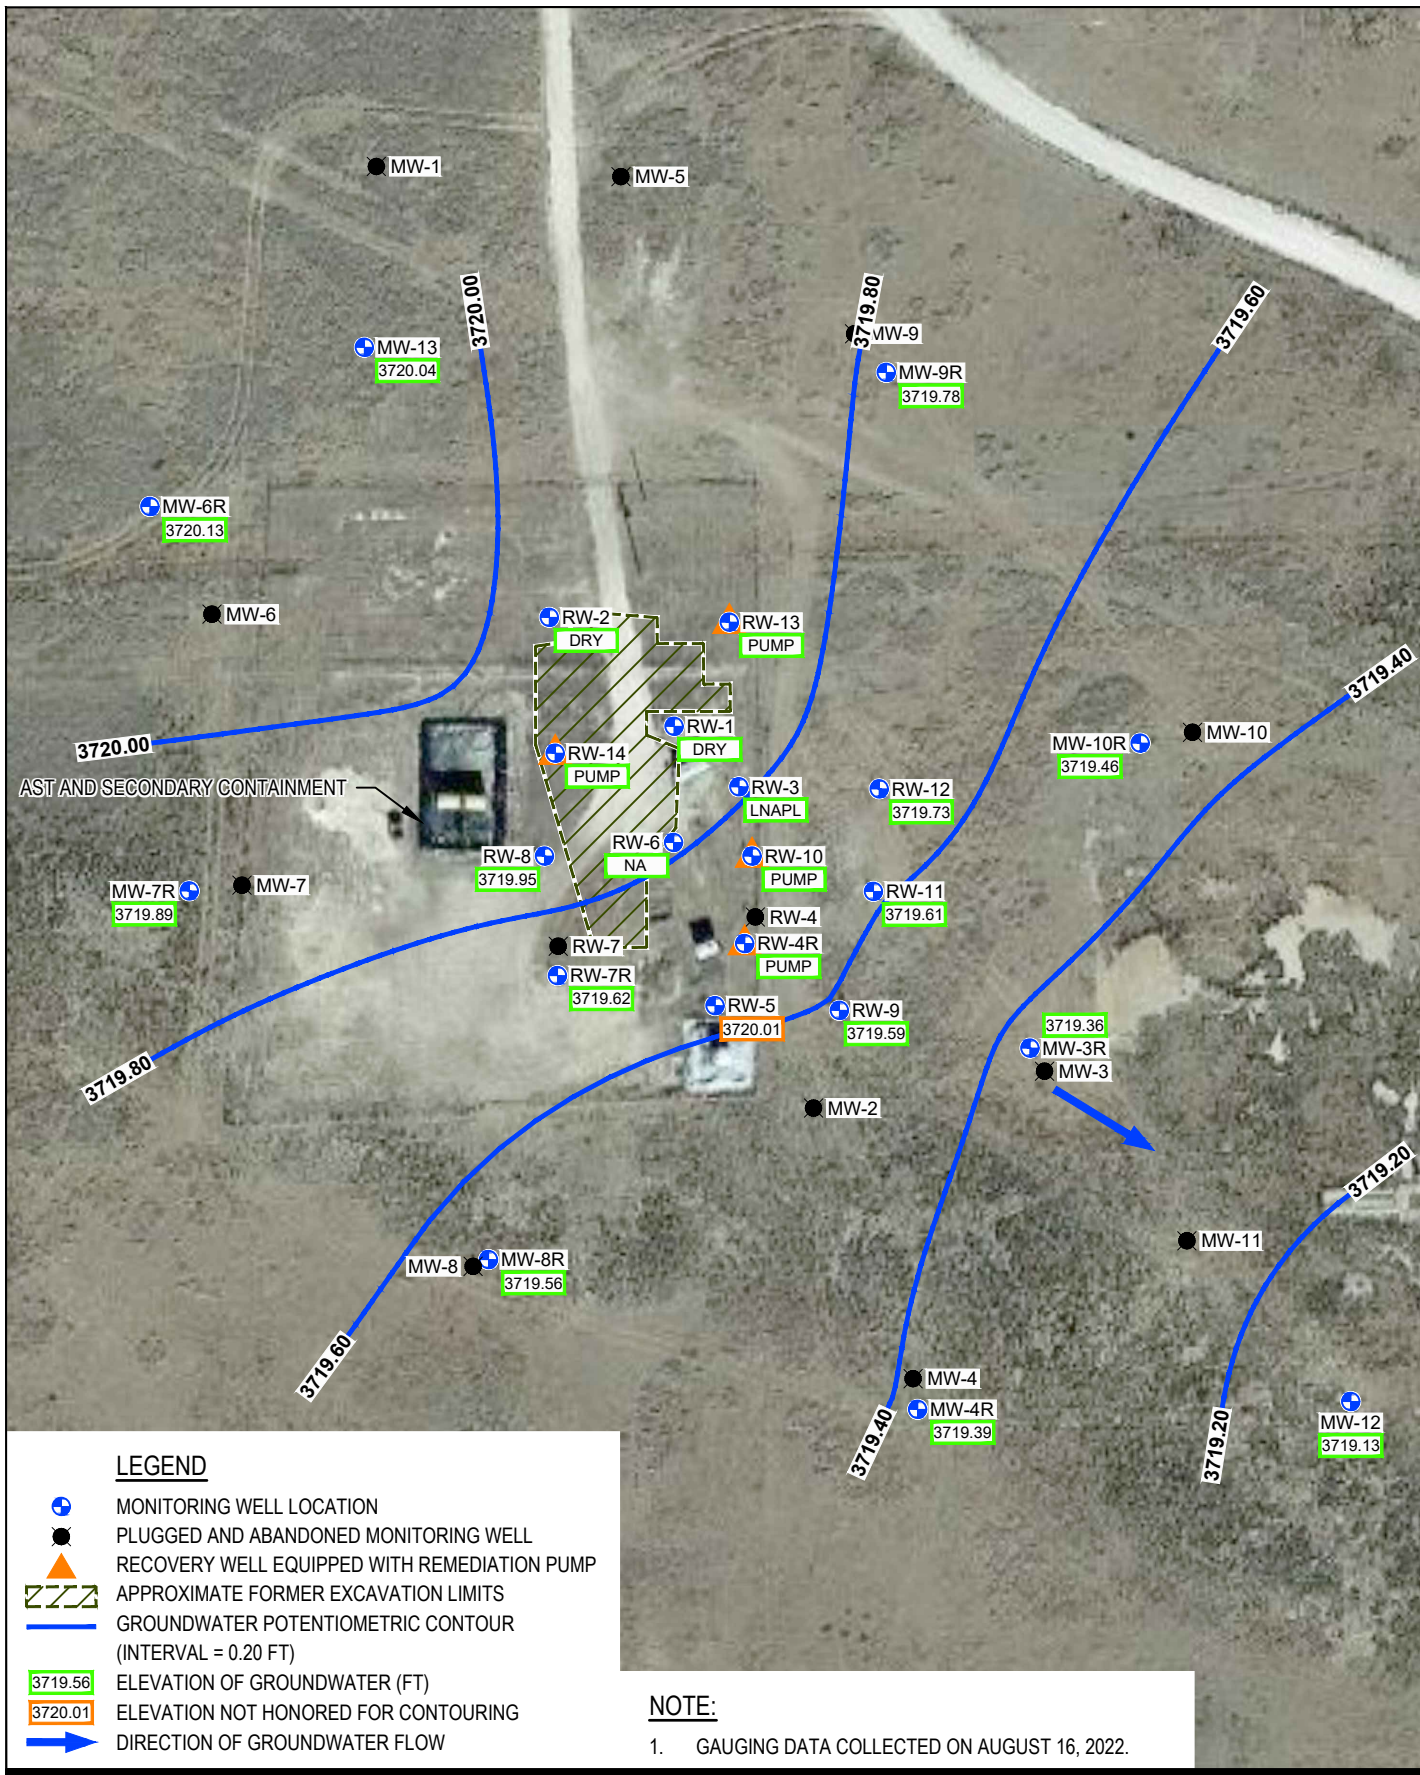 MW-1
MW-5
3720.00
3719.80
3719.60
MW-9
MW-13
3720.04
MW-9R
3719.78
MW-6R
3720.13
MW-6
RW-2
DRY
RW-13
PUMP
3719.40
3720.00
RW-1
DRY
MW-10R
3719.46
MW-10
RW-14
PUMP
AST AND SECONDARY CONTAINMENT
RW-3
LNAPL
RW-12
3719.73
RW-6
NA
RW-8
3719.95
RW-10
PUMP
MW-7R
3719.89
MW-7
RW-11
3719.61
RW-4
RW-4R
PUMP
RW-7
RW-7R
3719.62
RW-5
3720.01
RW-9
3719.59
3719.36
MW-3R
MW-3
3719.80
MW-2
3719.20
MW-11
MW-8
MW-8R
3719.56
3719.60
MW-4
MW-4R
3719.39
3719.40
3719.20
MW-12
3719.13
LEGEND
MONITORING WELL LOCATION
PLUGGED AND ABANDONED MONITORING WELL
RECOVERY WELL EQUIPPED WITH REMEDIATION PUMP
APPROXIMATE FORMER EXCAVATION LIMITS
GROUNDWATER POTENTIOMETRIC CONTOUR
(INTERVAL = 0.20 FT)
3719.56 ELEVATION OF GROUNDWATER (FT)
3720.01 ELEVATION NOT HONORED FOR CONTOURING
DIRECTION OF GROUNDWATER FLOW
NOTE:
1. GAUGING DATA COLLECTED ON AUGUST 16, 2022.